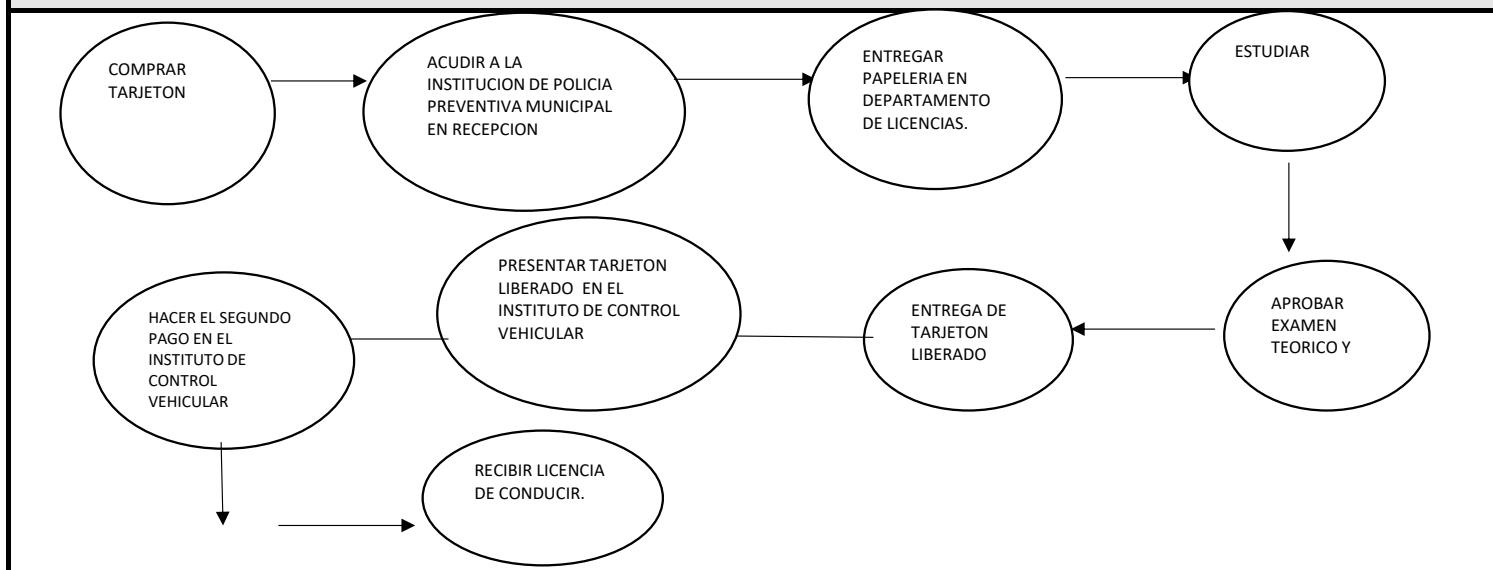 COMPRAR
TARJETON
ACUDIR A LA
INSTITUCION DE POLICIA
PREVENTIVA MUNICIPAL
EN RECEPCION
ENTREGAR
PAPELERIA EN
DEPARTAMENTO
DE LICENCIAS.
ESTUDIAR
APROBAR
EXAMEN
TEORICO Y
ENTREGA DE
TARJETON
LIBERADO
PRESENTAR TARJETON
LIBERADO EN EL
INSTITUTO DE CONTROL
VEHICULAR
HACER EL SEGUNDO
PAGO EN EL
INSTITUTO DE
CONTROL
VEHICULAR
RECIBIR LICENCIA
DE CONDUCIR.